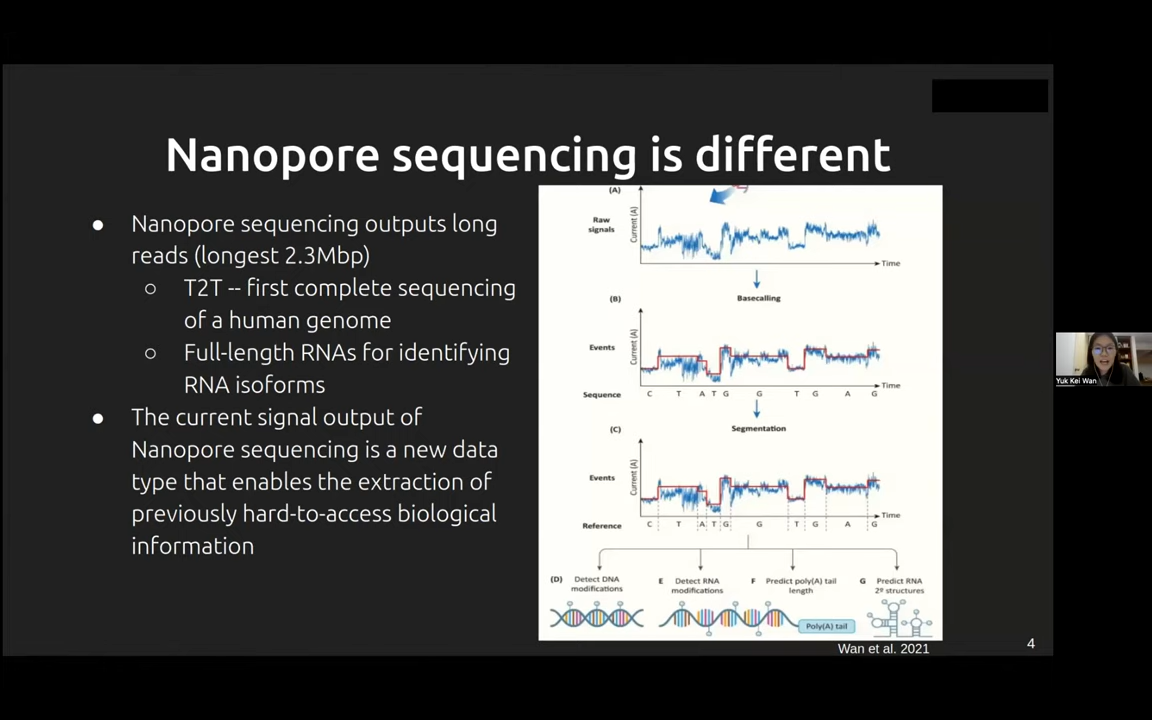 Nanopore sequencing is different
● Nanopore sequencing outputs long
reads (longest 2.3Mbp)
○ T2T -- first complete sequencing
of a human genome
○ Full-length RNAs for identifying
RNA isoforms
● The current signal output of
Nanopore sequencing is a new data
type that enables the extraction of
previously hard-to-access biological
information
(A)
Raw
signals
Current (A)
Time
Basecalling
(B)
Events
Current (A)
Time
Sequence C T A T G G T G A G
Segmentation
(C)
Events
Current (A)
Time
Reference C T A T G G T G A G
(D) Detect DNA
modifications
E Detect RNA
modifications
F Predict poly(A) tail
length
G Predict RNA
2º structures
Poly(A) tail
Wan et al. 2021
4
Yuk Kei Wan